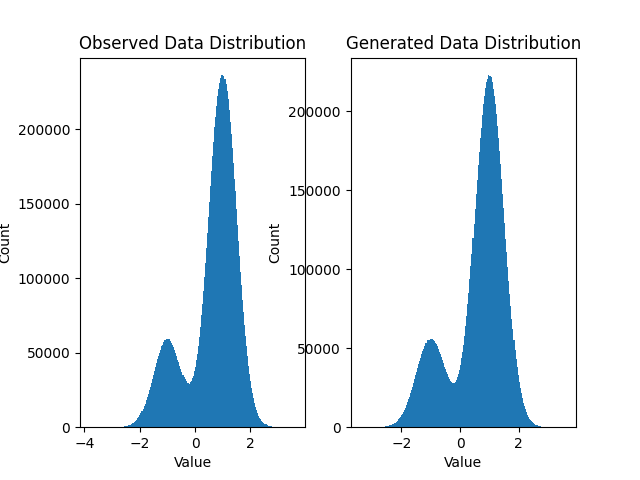 Observed Data Distribution
Generated Data Distribution
Count
200000
150000
100000
50000
0
−4
−2
0
2
Value
Count
200000
150000
100000
50000
0
−2
0
2
Value